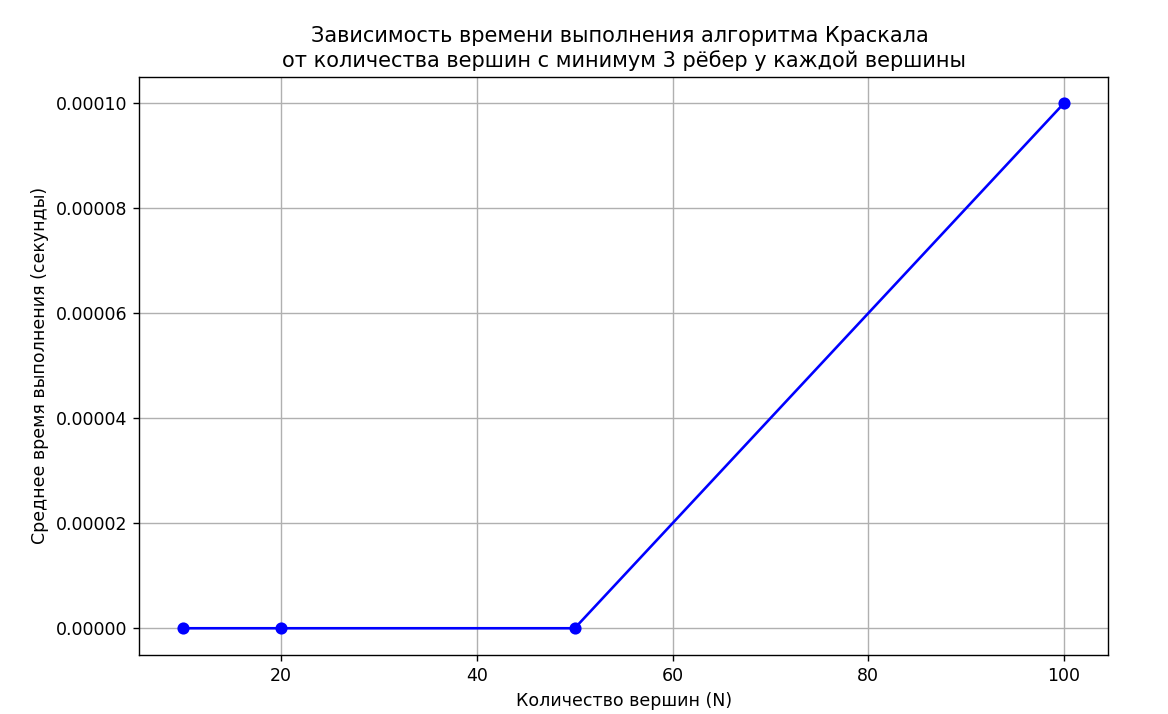 Зависимость времени выполнения алгоритма Краскала
от количества вершин с минимум 3 рёбер у каждой вершины
Среднее время выполнения (секунды)
0.00010
0.00008
0.00006
0.00004
0.00002
0.00000
20 40 60 80 100
Количество вершин (N)